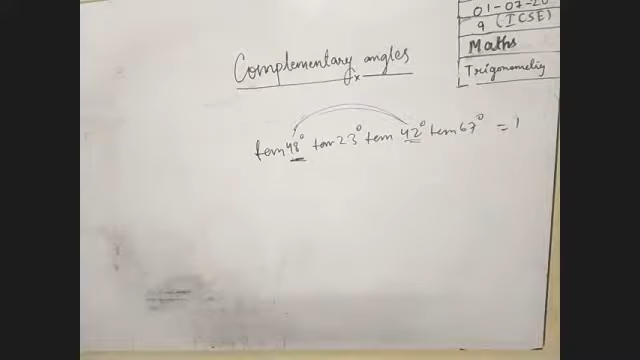 01-07-20
9 (ICSE)
Maths
Trigonometry
Complementary angles
tan 48° tan 23° tan 42° tan 67° = 1